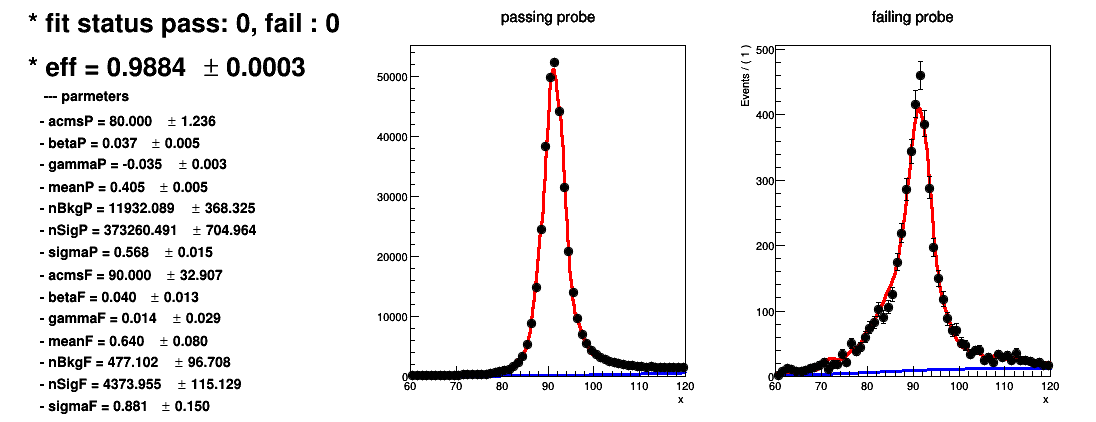 * fit status pass: 0, fail : 0
* eff = 0.9884 ± 0.0003
--- parmeters
- acmsP = 80.000 ± 1.236
- betaP = 0.037 ± 0.005
- gammaP = -0.035 ± 0.003
- meanP = 0.405 ± 0.005
- nBkgP = 11932.089 ± 368.325
- nSigP = 373260.491 ± 704.964
- sigmaP = 0.568 ± 0.015
- acmsF = 90.000 ± 32.907
- betaF = 0.040 ± 0.013
- gammaF = 0.014 ± 0.029
- meanF = 0.640 ± 0.080
- nBkgF = 477.102 ± 96.708
- nSigF = 4373.955 ± 115.129
- sigmaF = 0.881 ± 0.150
passing probe
50000
40000
30000
20000
10000
0
60 70 80 90 100 110 120
x
failing probe
Events / ( 1 )
500
400
300
200
100
0
60 70 80 90 100 110 120
x